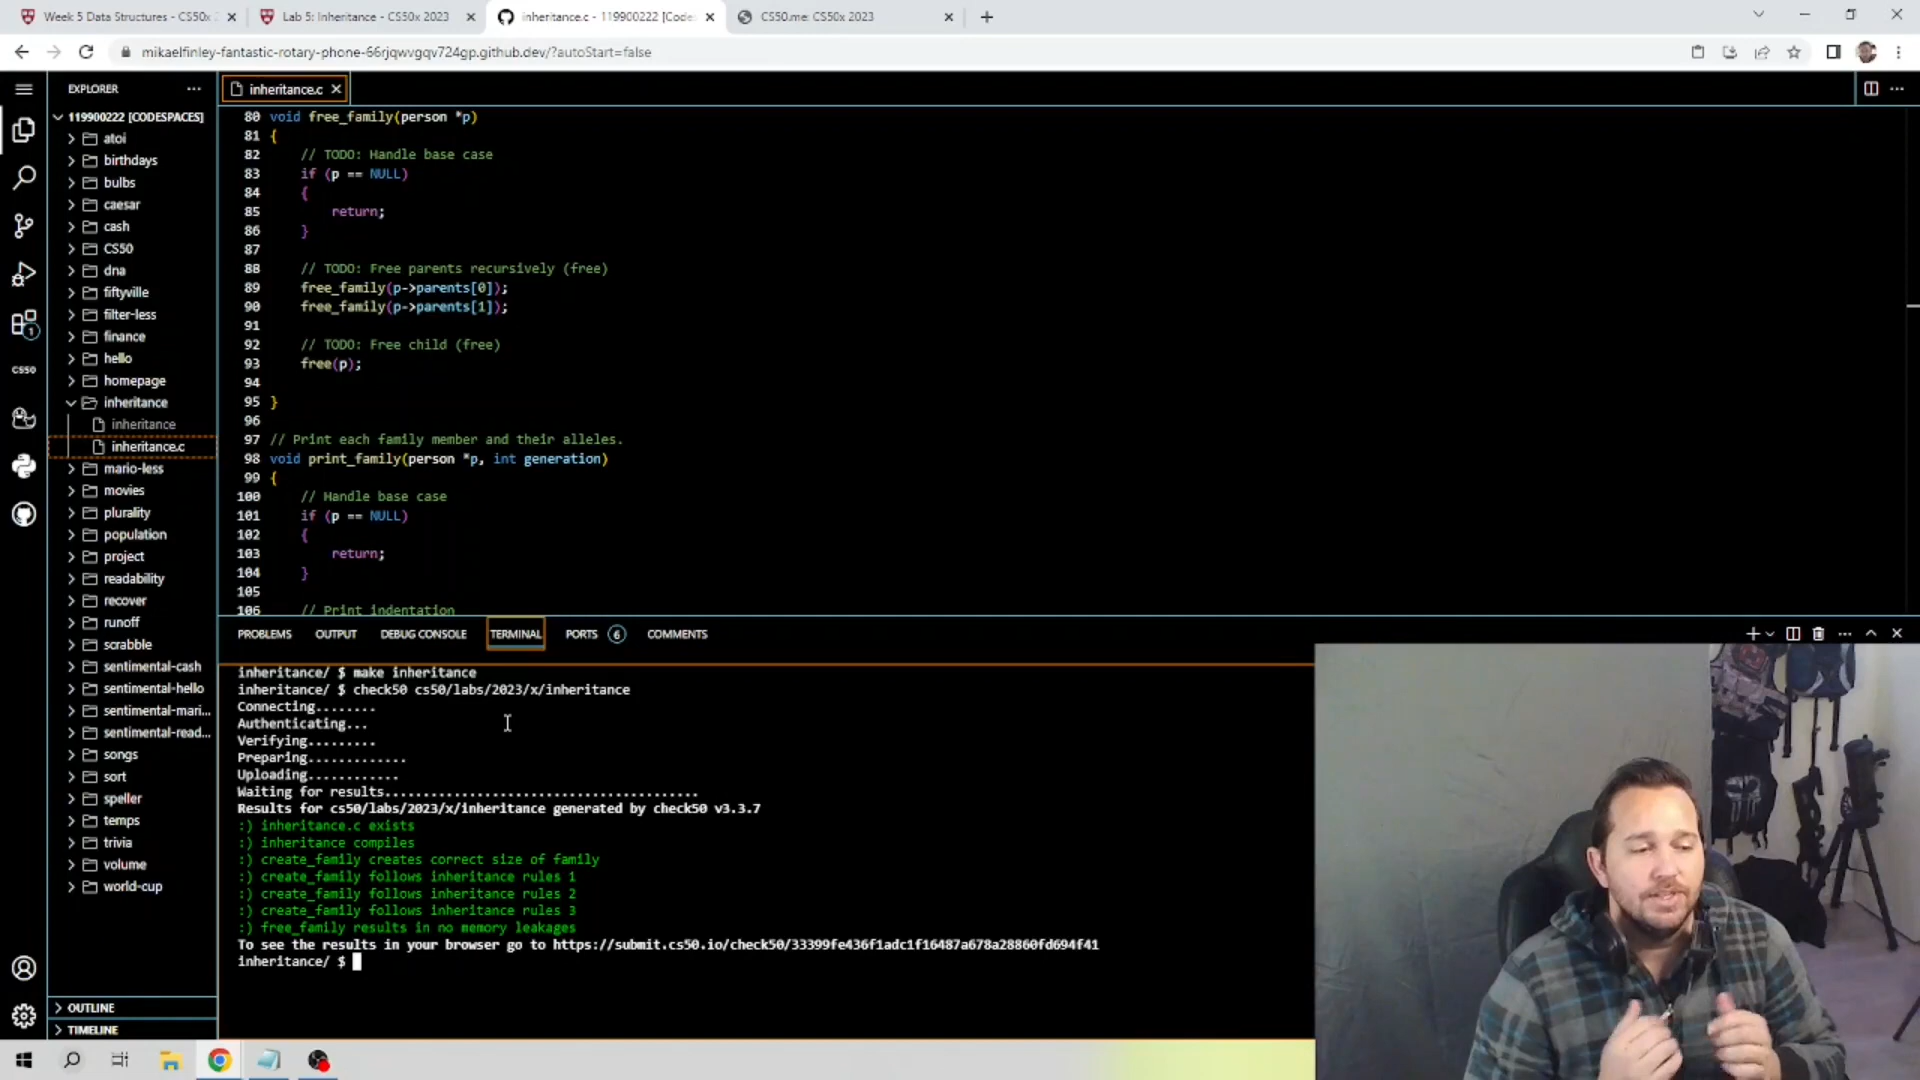 Week 5 Data Structures - CS50x
Lab 5: Inheritance - CS50x 2023
inheritance.c - 119900222 [Code
CS50.me: CS50x 2023
mikaelfinley-fantastic-rotary-phone-66rjqwvgqv724gp.github.dev/?autoStart=false
EXPLORER
119900222 [CODESPACES]
atoi
birthdays
bulbs
caesar
cash
CS50
dna
fiftyville
filter-less
finance
hello
homepage
inheritance
inheritance
inheritance.c
mario-less
movies
plurality
population
project
readability
recover
runoff
scrabble
sentimental-cash
sentimental-hello
sentimental-mari...
sentimental-read...
songs
sort
speller
temps
trivia
volume
world-cup
OUTLINE
TIMELINE
CS50
1
inheritance.c
80 void free_family(person *p)
81 {
82 // TODO: Handle base case
83 if (p == NULL)
84 {
85 return;
86 }
87
88 // TODO: Free parents recursively (free)
89 free_family(p->parents[0]);
90 free_family(p->parents[1]);
91
92 // TODO: Free child (free)
93 free(p);
94
95 }
96
97 // Print each family member and their alleles.
98 void print_family(person *p, int generation)
99 {
100 // Handle base case
101 if (p == NULL)
102 {
103 return;
104 }
105
106 // Print indentation
PROBLEMS OUTPUT DEBUG CONSOLE TERMINAL PORTS 6 COMMENTS
inheritance/ $ make inheritance
inheritance/ $ check50 cs50/labs/2023/x/inheritance
Connecting........
Authenticating...
Verifying.........
Preparing.............
Uploading............
Waiting for results.........................................
Results for cs50/labs/2023/x/inheritance generated by check50 v3.3.7
:) inheritance.c exists
:) inheritance compiles
:) create_family creates correct size of family
:) create_family follows inheritance rules 1
:) create_family follows inheritance rules 2
:) create_family follows inheritance rules 3
:) free_family results in no memory leakages
To see the results in your browser go to https://submit.cs50.io/check50/33399fe436f1adc1f16487a678a28860fd694f41
inheritance/ $